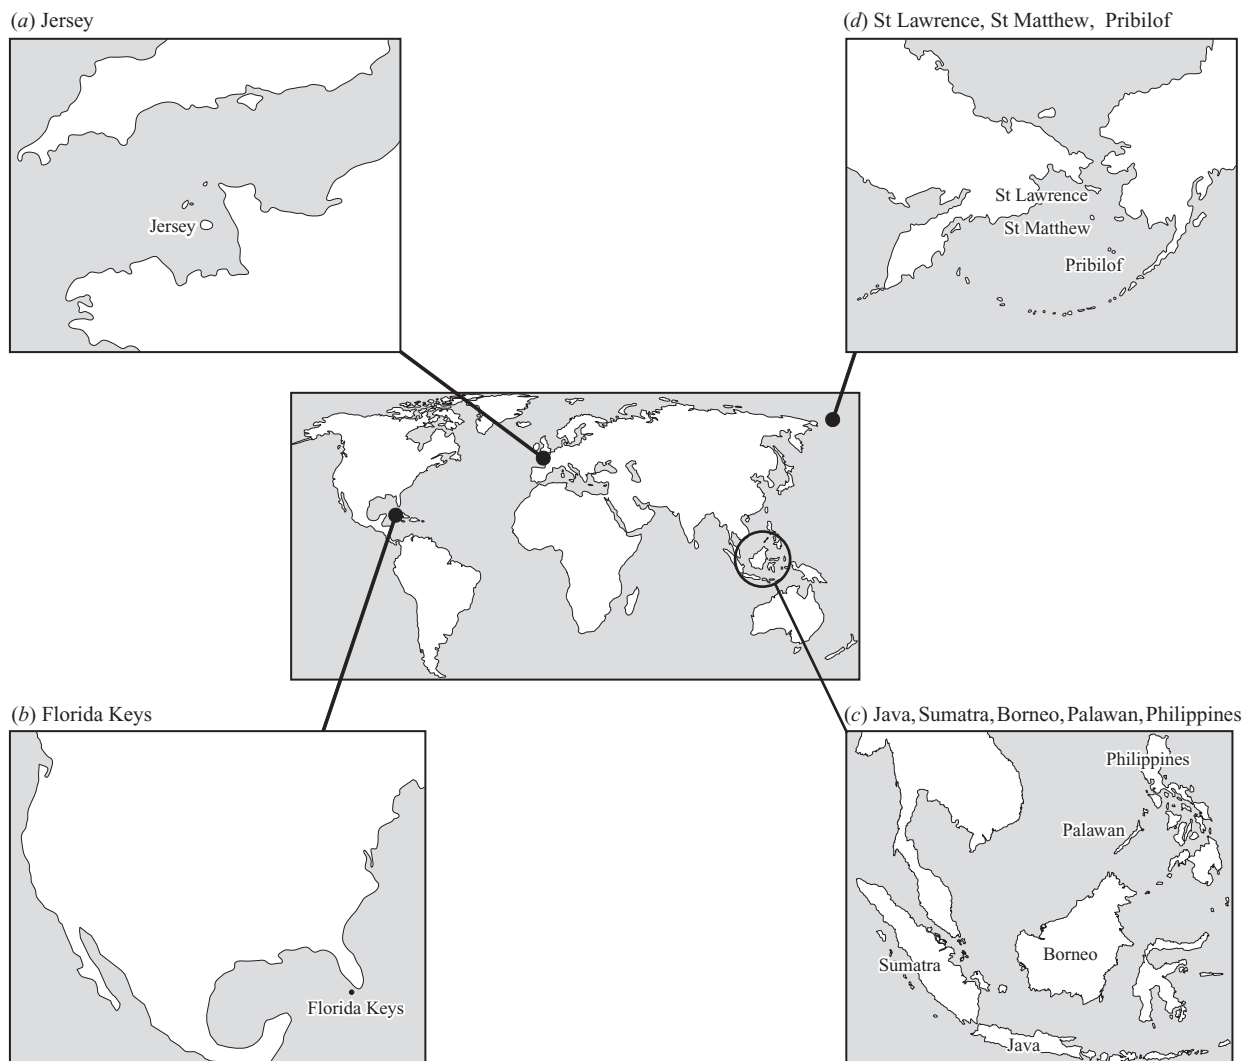 (a) Jersey
Jersey
(d) St Lawrence, St Matthew, Pribilof
St Lawrence
St Matthew
Pribilof
(b) Florida Keys
Florida Keys
(c) Java, Sumatra, Borneo, Palawan, Philippines
Philippines
Palawan
Borneo
Sumatra
Java